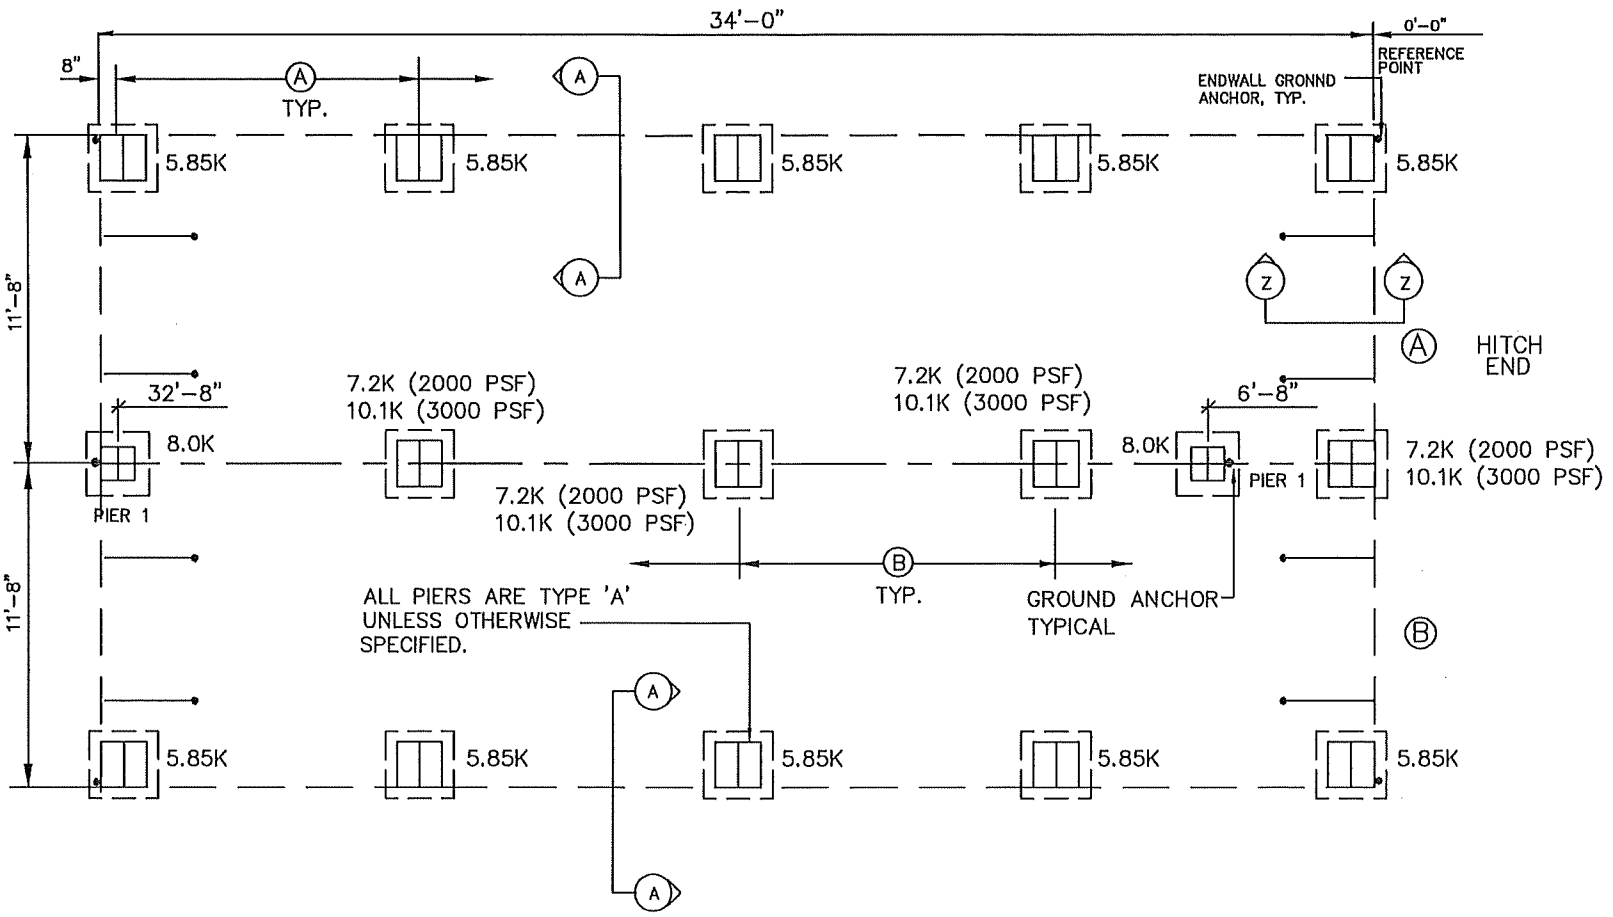 34'-0"
0'-0"
REFERENCE
POINT
8"
A
TYP.
A
ENDWALL GRONND
ANCHOR, TYP.
5.85K
5.85K
5.85K
5.85K
5.85K
11'-8"
A
Z
Z
A
HITCH
END
32'-8"
7.2K (2000 PSF)
10.1K (3000 PSF)
7.2K (2000 PSF)
10.1K (3000 PSF)
6'-8"
8.0K
8.0K
7.2K (2000 PSF)
10.1K (3000 PSF)
PIER 1
7.2K (2000 PSF)
10.1K (3000 PSF)
PIER 1
11'-8"
B
TYP.
ALL PIERS ARE TYPE 'A'
UNLESS OTHERWISE
SPECIFIED.
GROUND ANCHOR
TYPICAL
B
A
5.85K
5.85K
5.85K
5.85K
5.85K
A